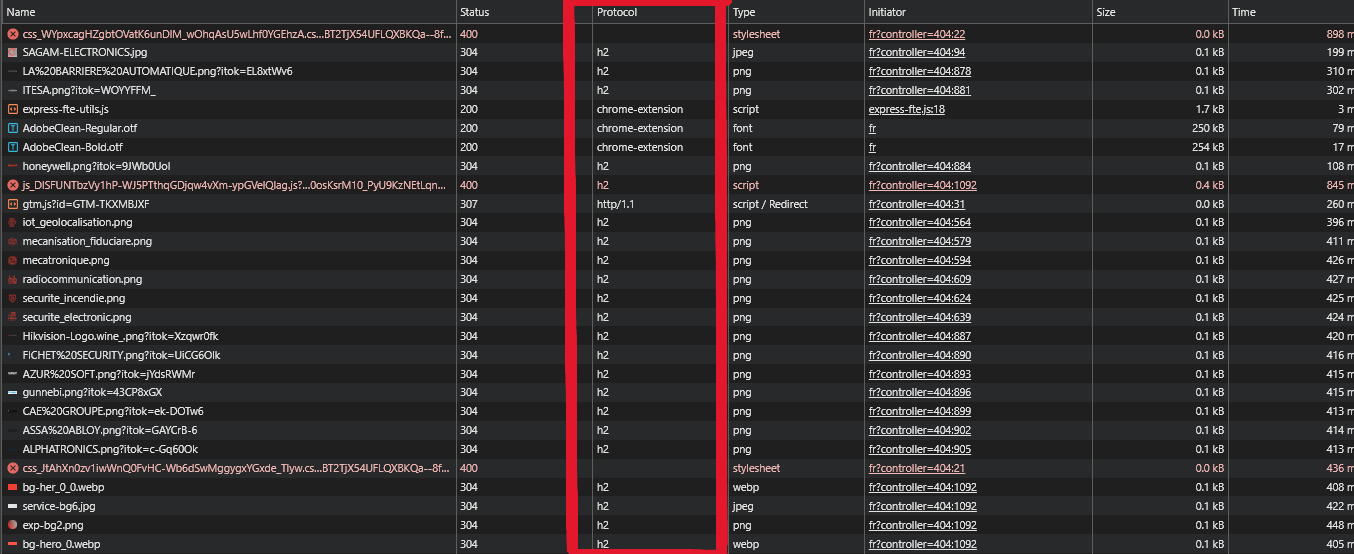 Name Status Protocol Type Initiator Size Time
css_WYpxcagHZgbtOVatK6unDIM_wOhqAsU5wLhf0YGEhzA.cs...BT2TjX54UFLQXBKQa--8f... 400 stylesheet fr?controller=404:22 0.0 kB 898 m
SAGAM-ELECTRONICS.jpg 304 h2 jpeg fr?controller=404:94 0.1 kB 199 m
LA%20BARRIERE%20AUTOMATIQUE.png?itok=EL8xtWv6 304 h2 png fr?controller=404:878 0.1 kB 310 m
ITESA.png?itok=WOYYFFM_ 304 h2 png fr?controller=404:881 0.1 kB 302 m
express-fte-utils.js 200 chrome-extension script express-fte.js:18 1.7 kB 3 m
AdobeClean-Regular.otf 200 chrome-extension font fr 250 kB 79 m
AdobeClean-Bold.otf 200 chrome-extension font fr 254 kB 17 m
honeywell.png?itok=9JWb0UoI 304 h2 png fr?controller=404:884 0.1 kB 108 m
js_DISFUNTbzVy1hP-WJ5PTthqGDjqw4vXm-ypGVelQIag.js?...0osKsrM10_PyU9KzNEtLqn... 400 h2 script fr?controller=404:1092 0.4 kB 845 m
gtm.js?id=GTM-TKXMBJXF 307 http/1.1 script / Redirect fr?controller=404:31 0.0 kB 260 m
iot_geolocalisation.png 304 h2 png fr?controller=404:564 0.1 kB 396 m
mecanisation_fiduciare.png 304 h2 png fr?controller=404:579 0.1 kB 411 m
mecatronique.png 304 h2 png fr?controller=404:594 0.1 kB 426 m
radiocommunication.png 304 h2 png fr?controller=404:609 0.1 kB 427 m
securite_incendie.png 304 h2 png fr?controller=404:624 0.1 kB 425 m
securite_electronic.png 304 h2 png fr?controller=404:639 0.1 kB 424 m
Hikvision-Logo.wine_.png?itok=Xzqwr0fk 304 h2 png fr?controller=404:887 0.1 kB 420 m
FICHET%20SECURITY.png?itok=UiCG6OIk 304 h2 png fr?controller=404:890 0.1 kB 416 m
AZUR%20SOFT.png?itok=jYdsRWMr 304 h2 png fr?controller=404:893 0.1 kB 415 m
gunnebi.png?itok=43CP8xGX 304 h2 png fr?controller=404:896 0.1 kB 415 m
CAE%20GROUPE.png?itok=ek-DOTw6 304 h2 png fr?controller=404:899 0.1 kB 413 m
ASSA%20ABLOY.png?itok=GAYCrB-6 304 h2 png fr?controller=404:902 0.1 kB 414 m
ALPHATRONICS.png?itok=c-Gq60Ok 304 h2 png fr?controller=404:905 0.1 kB 413 m
css_JtAhXn0zv1iwWnQ0FvHC-Wb6dSwMggygxYGxde_TIyw.cs...BT2TjX54UFLQXBKQa--8f... 400 stylesheet fr?controller=404:21 0.0 kB 436 m
bg-her_0_0.webp 304 h2 webp fr?controller=404:1092 0.1 kB 408 m
service-bg6.jpg 304 h2 jpeg fr?controller=404:1092 0.1 kB 422 m
exp-bg2.png 304 h2 png fr?controller=404:1092 0.1 kB 448 m
bg-hero_0.webp 304 h2 webp fr?controller=404:1092 0.1 kB 405 m